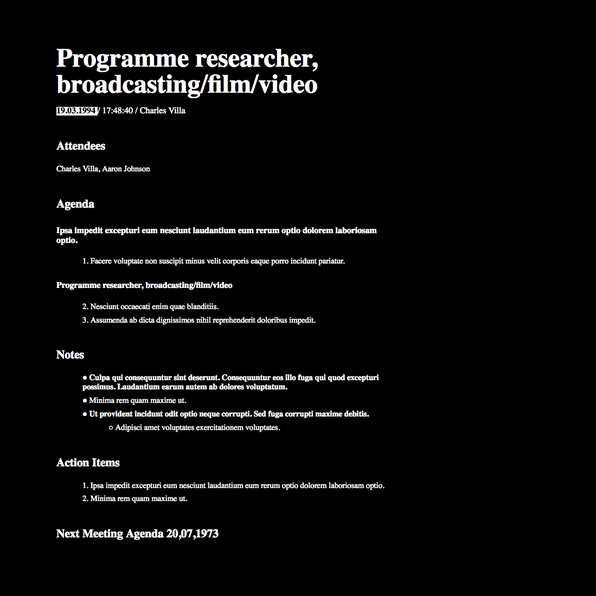 Programme researcher,
broadcasting/film/video
19.03.1994 / 17:48:40 / Charles Villa
Attendees
Charles Villa, Aaron Johnson
Agenda
Ipsa impedit excepturi eum nesciunt laudantium eum rerum optio dolorem laboriosam
optio.
1. Facere voluptate non suscipit minus velit corporis eaque porro incidunt pariatur.
Programme researcher, broadcasting/film/video
2. Nesciunt occaecati enim quae blanditiis.
3. Assumenda ab dicta dignissimos nihil reprehenderit doloribus impedit.
Notes
● Culpa qui consequuntur sint deserunt. Consequuntur eos illo fuga qui quod excepturi
possimus. Laudantium earum autem ab dolores voluptatum.
● Minima rem quam maxime ut.
● Ut provident incidunt odit optio neque corrupti. Sed fuga corrupti maxime debitis.
○ Adipisci amet voluptates exercitationem voluptates.
Action Items
1. Ipsa impedit excepturi eum nesciunt laudantium eum rerum optio dolorem laboriosam optio.
2. Minima rem quam maxime ut.
Next Meeting Agenda 20,07,1973